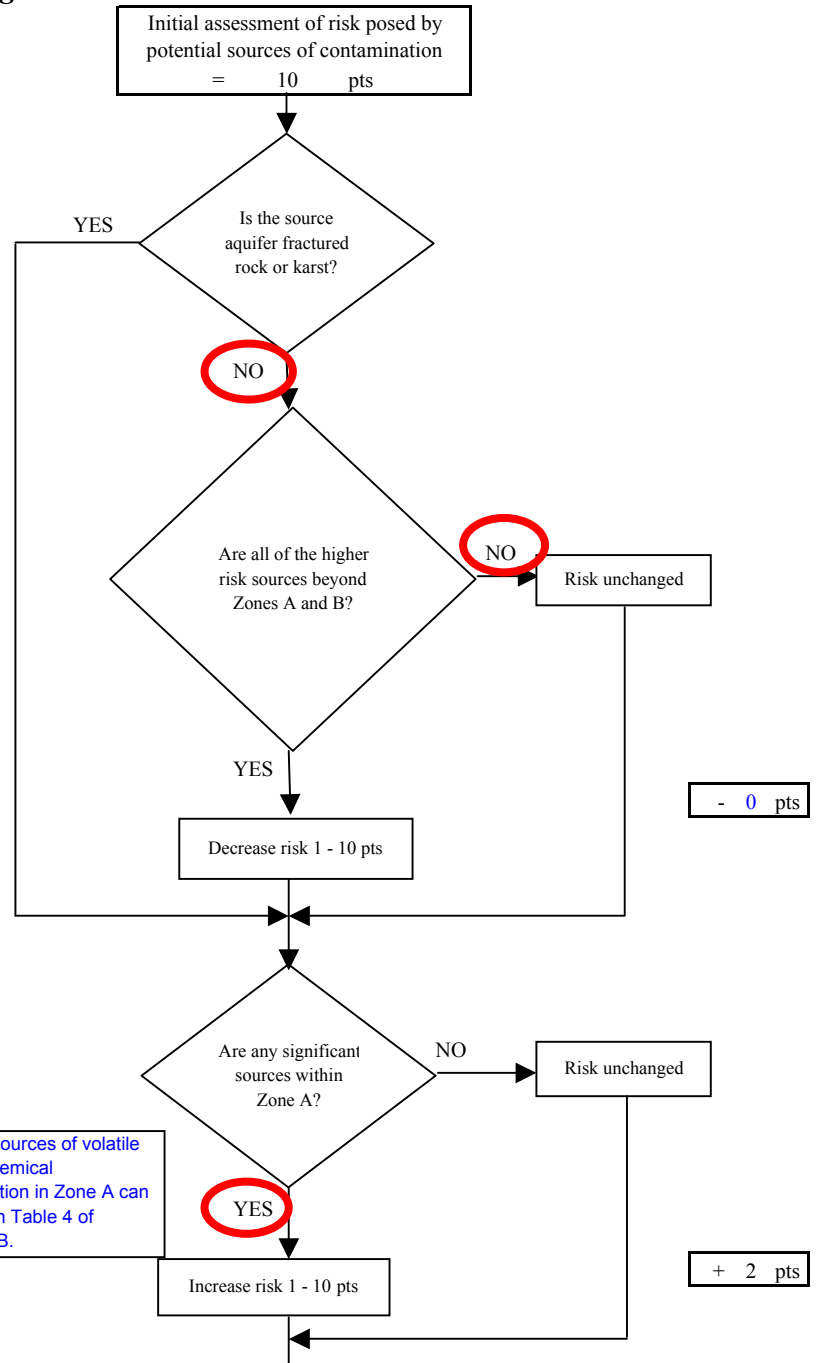 g
Initial assessment of risk posed by
potential sources of contamination
= 10 pts
YES
Is the source
aquifer fractured
rock or karst?
NO
Are all of the higher
risk sources beyond
Zones A and B?
NO
Risk unchanged
YES
- 0 pts
Decrease risk 1 - 10 pts
Are any significant
sources within
Zone A?
NO
Risk unchanged
ources of volatile
emical
tion in Zone A can
n Table 4 of
B.
YES
Increase risk 1 - 10 pts
+ 2 pts